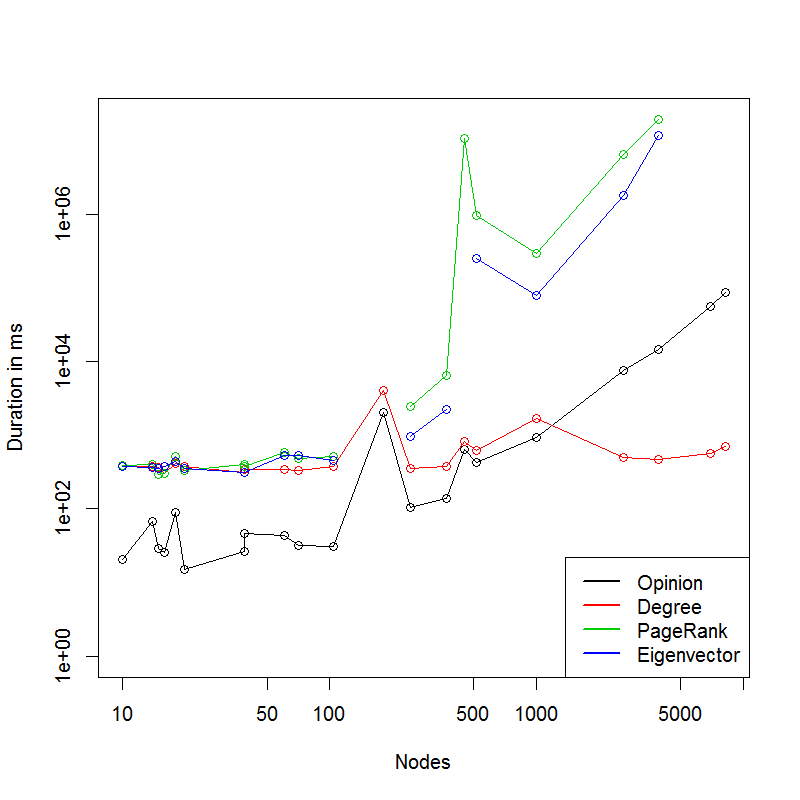 Duration in ms
1e+06
1e+04
1e+02
1e+00
Opinion
Degree
PageRank
Eigenvector
10 50 100 500 1000 5000
Nodes